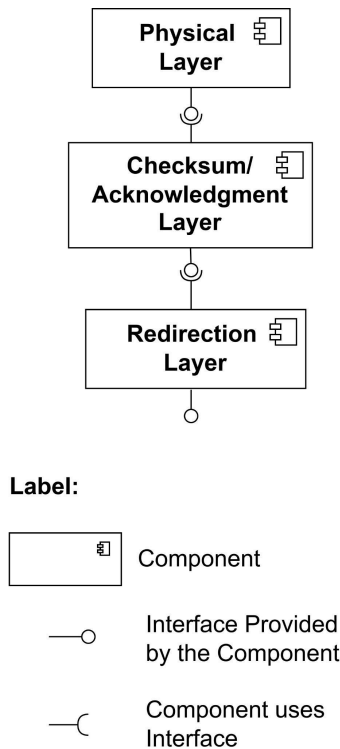 Physical
Layer
Checksum/
Acknowledgment
Layer
Redirection
Layer
Label:
Component
Interface Provided
by the Component
Component uses
Interface